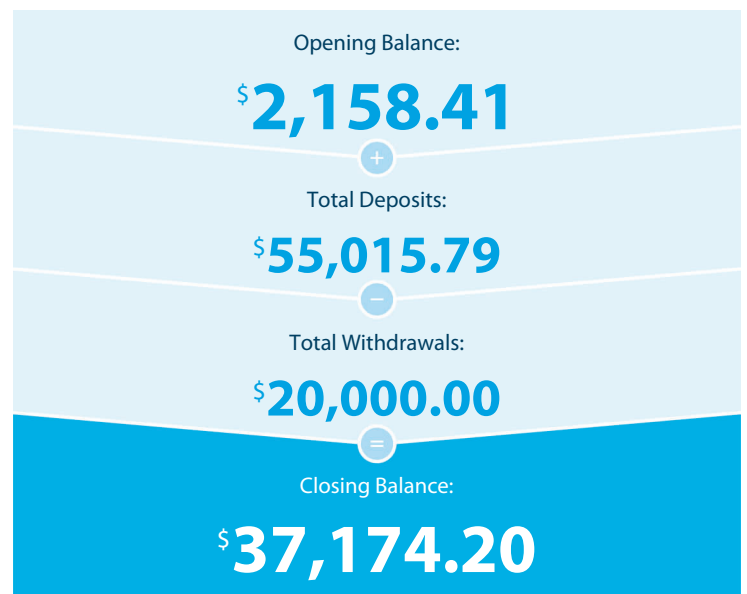 Opening Balance:
$2,158.41
+
Total Deposits:
$55,015.79
−
Total Withdrawals:
$20,000.00
=
Closing Balance:
$37,174.20